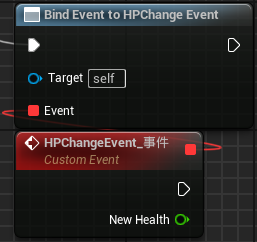 Bind Event to HPChange Event
Target self
Event
HPChangeEvent_事件
Custom Event
New Health